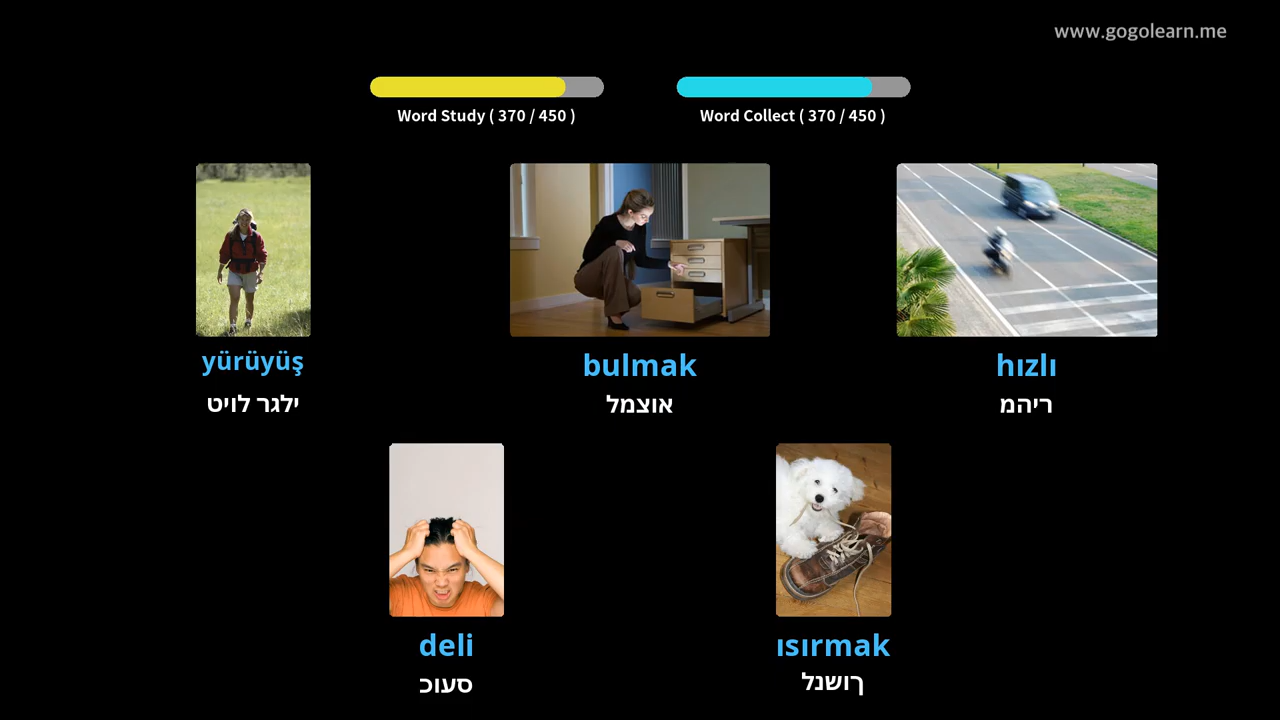 www.gogolearn.me
Word Study ( 370 / 450 )
Word Collect ( 370 / 450 )
yürüyüş
ילגר לויט
bulmak
אוצמל
hızlı
ריהמ
deli
סעוכ
ısırmak
ךושנל